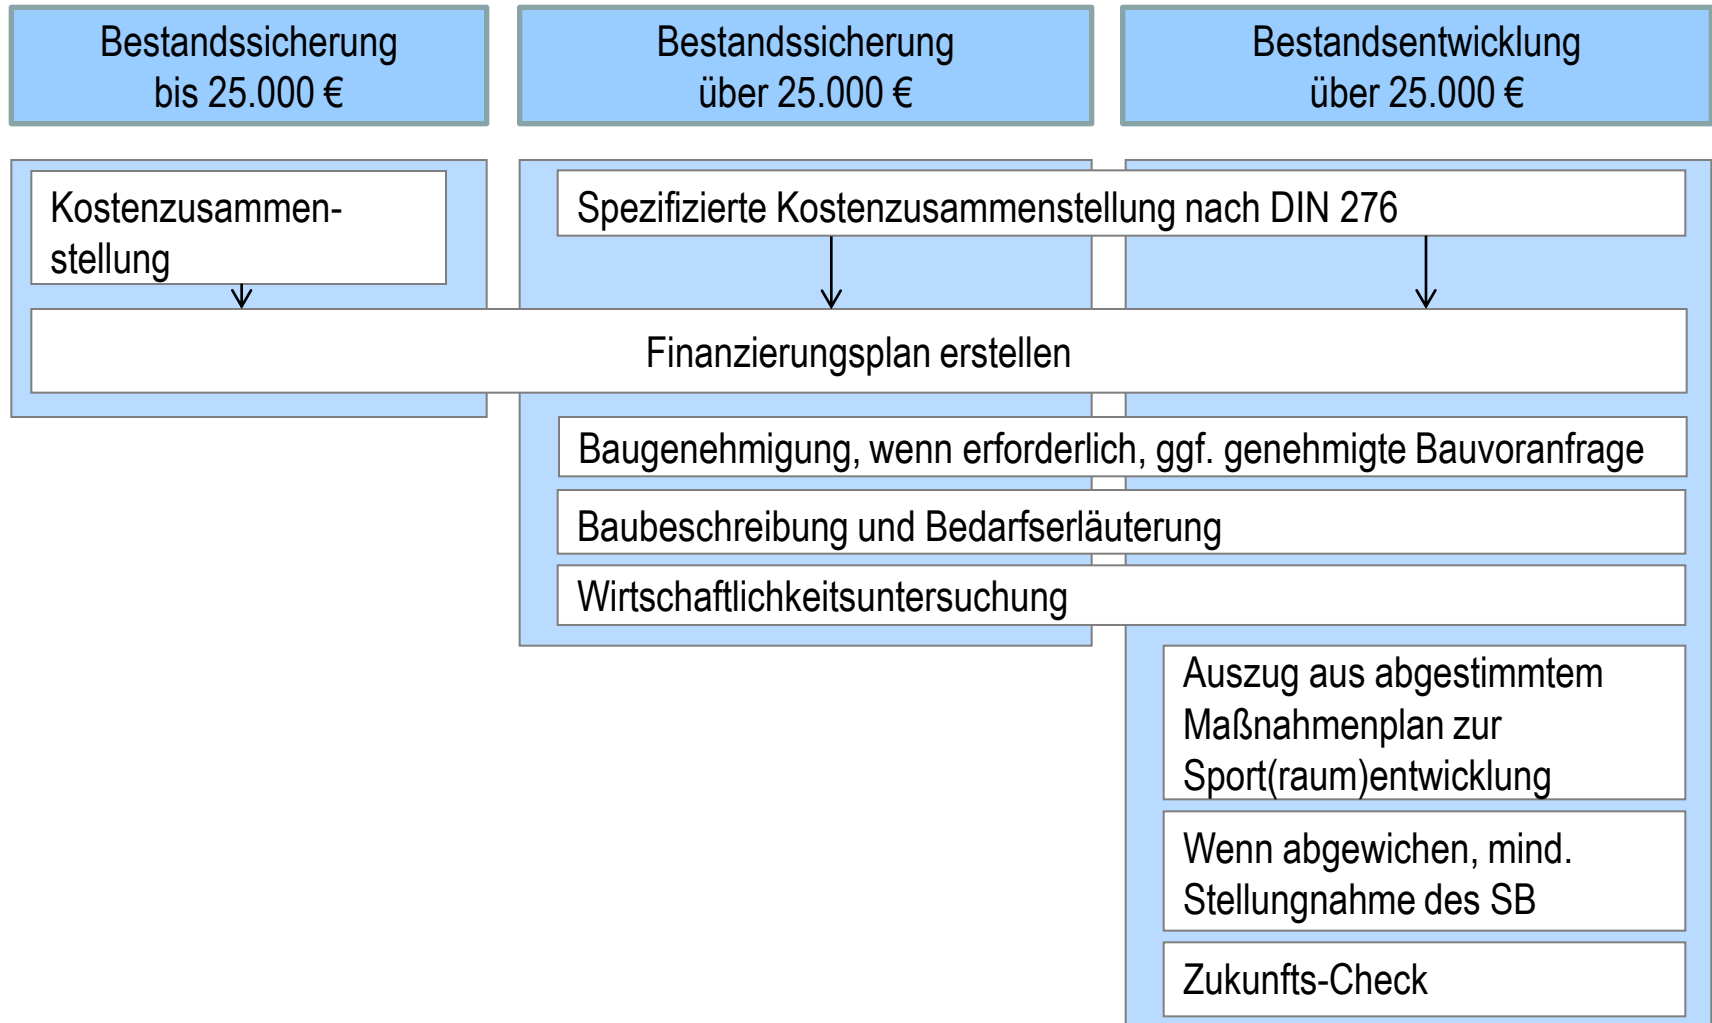 Bestandssicherung
bis 25.000 €
Bestandssicherung
über 25.000 €
Bestandsentwicklung
über 25.000 €
Kostenzusammen-
stellung
Spezifizierte Kostenzusammenstellung nach DIN 276
Finanzierungsplan erstellen
Baugenehmigung, wenn erforderlich, ggf. genehmigte Bauvoranfrage
Baubeschreibung und Bedarfserläuterung
Wirtschaftlichkeitsuntersuchung
Auszug aus abgestimmtem
Maßnahmenplan zur
Sport(raum)entwicklung
Wenn abgewichen, mind.
Stellungnahme des SB
Zukunfts-Check